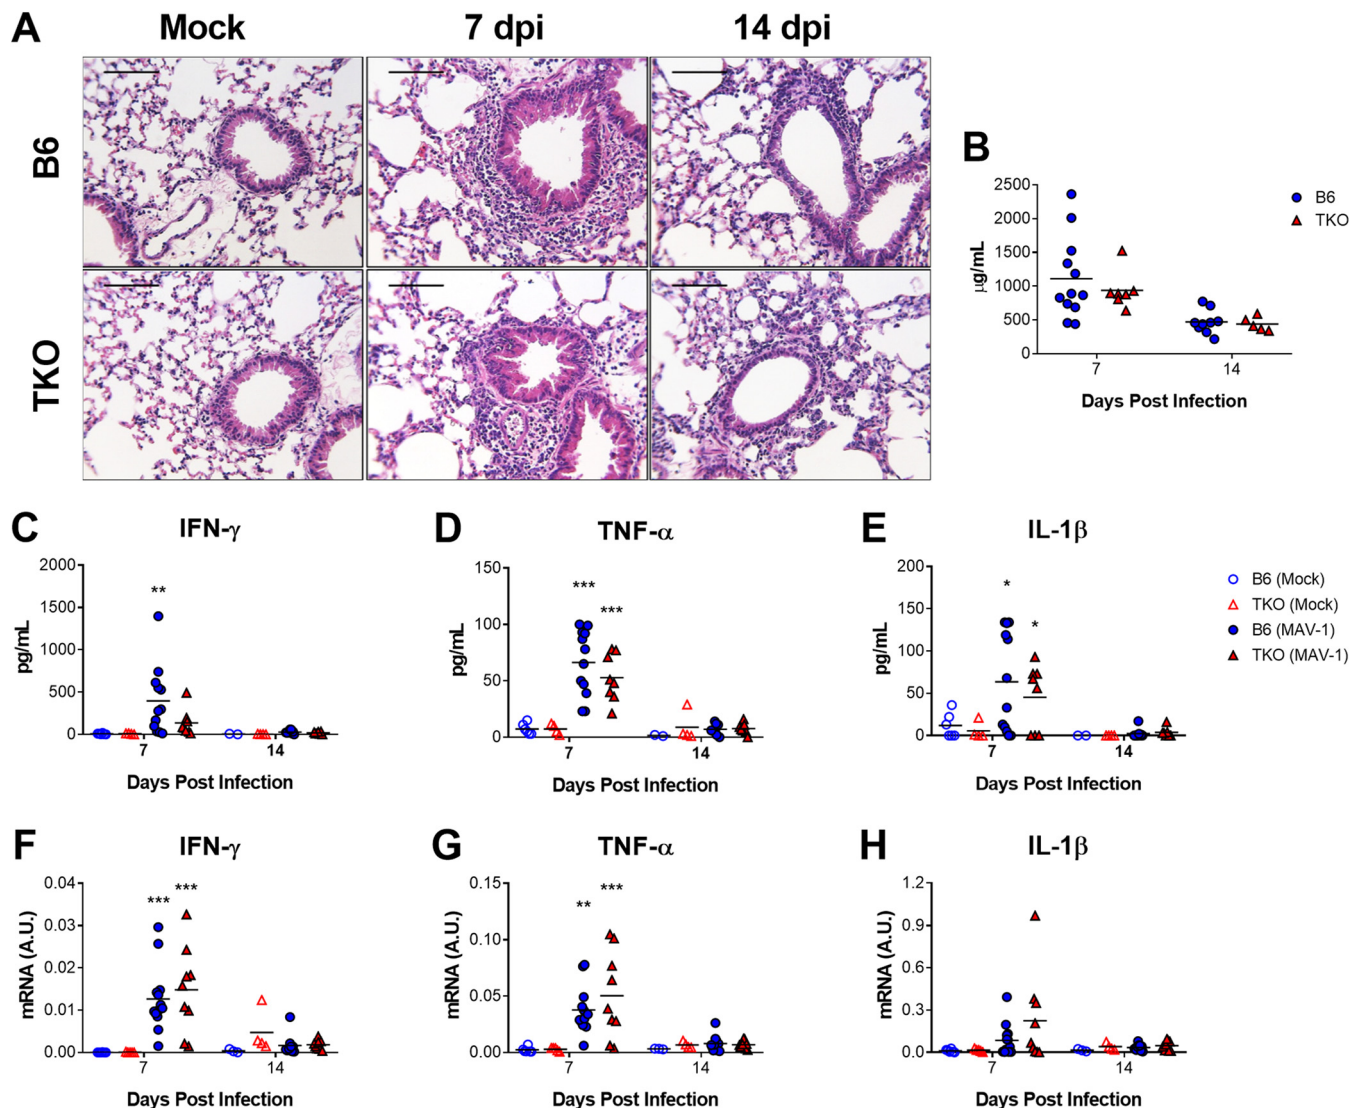 A
Mock
7 dpi
14 dpi
B6
TKO
B
2500
2000
1500
1000
500
0
μg/mL
7
14
Days Post Infection
B6
TKO
C
IFN-γ
2000
1500
1000
500
0
pg/mL
**
7
14
Days Post Infection
D
TNF-α
150
100
50
0
pg/mL
***
***
7
14
Days Post Infection
E
IL-1β
200
150
100
50
0
pg/mL
*
*
7
14
Days Post Infection
B6 (Mock)
TKO (Mock)
B6 (MAV-1)
TKO (MAV-1)
F
IFN-γ
0.04
0.03
0.02
0.01
0.00
mRNA (A.U.)
***
***
7
14
Days Post Infection
G
TNF-α
0.15
0.10
0.05
0.00
mRNA (A.U.)
**
***
7
14
Days Post Infection
H
IL-1β
1.2
0.9
0.6
0.3
0.0
mRNA (A.U.)
7
14
Days Post Infection